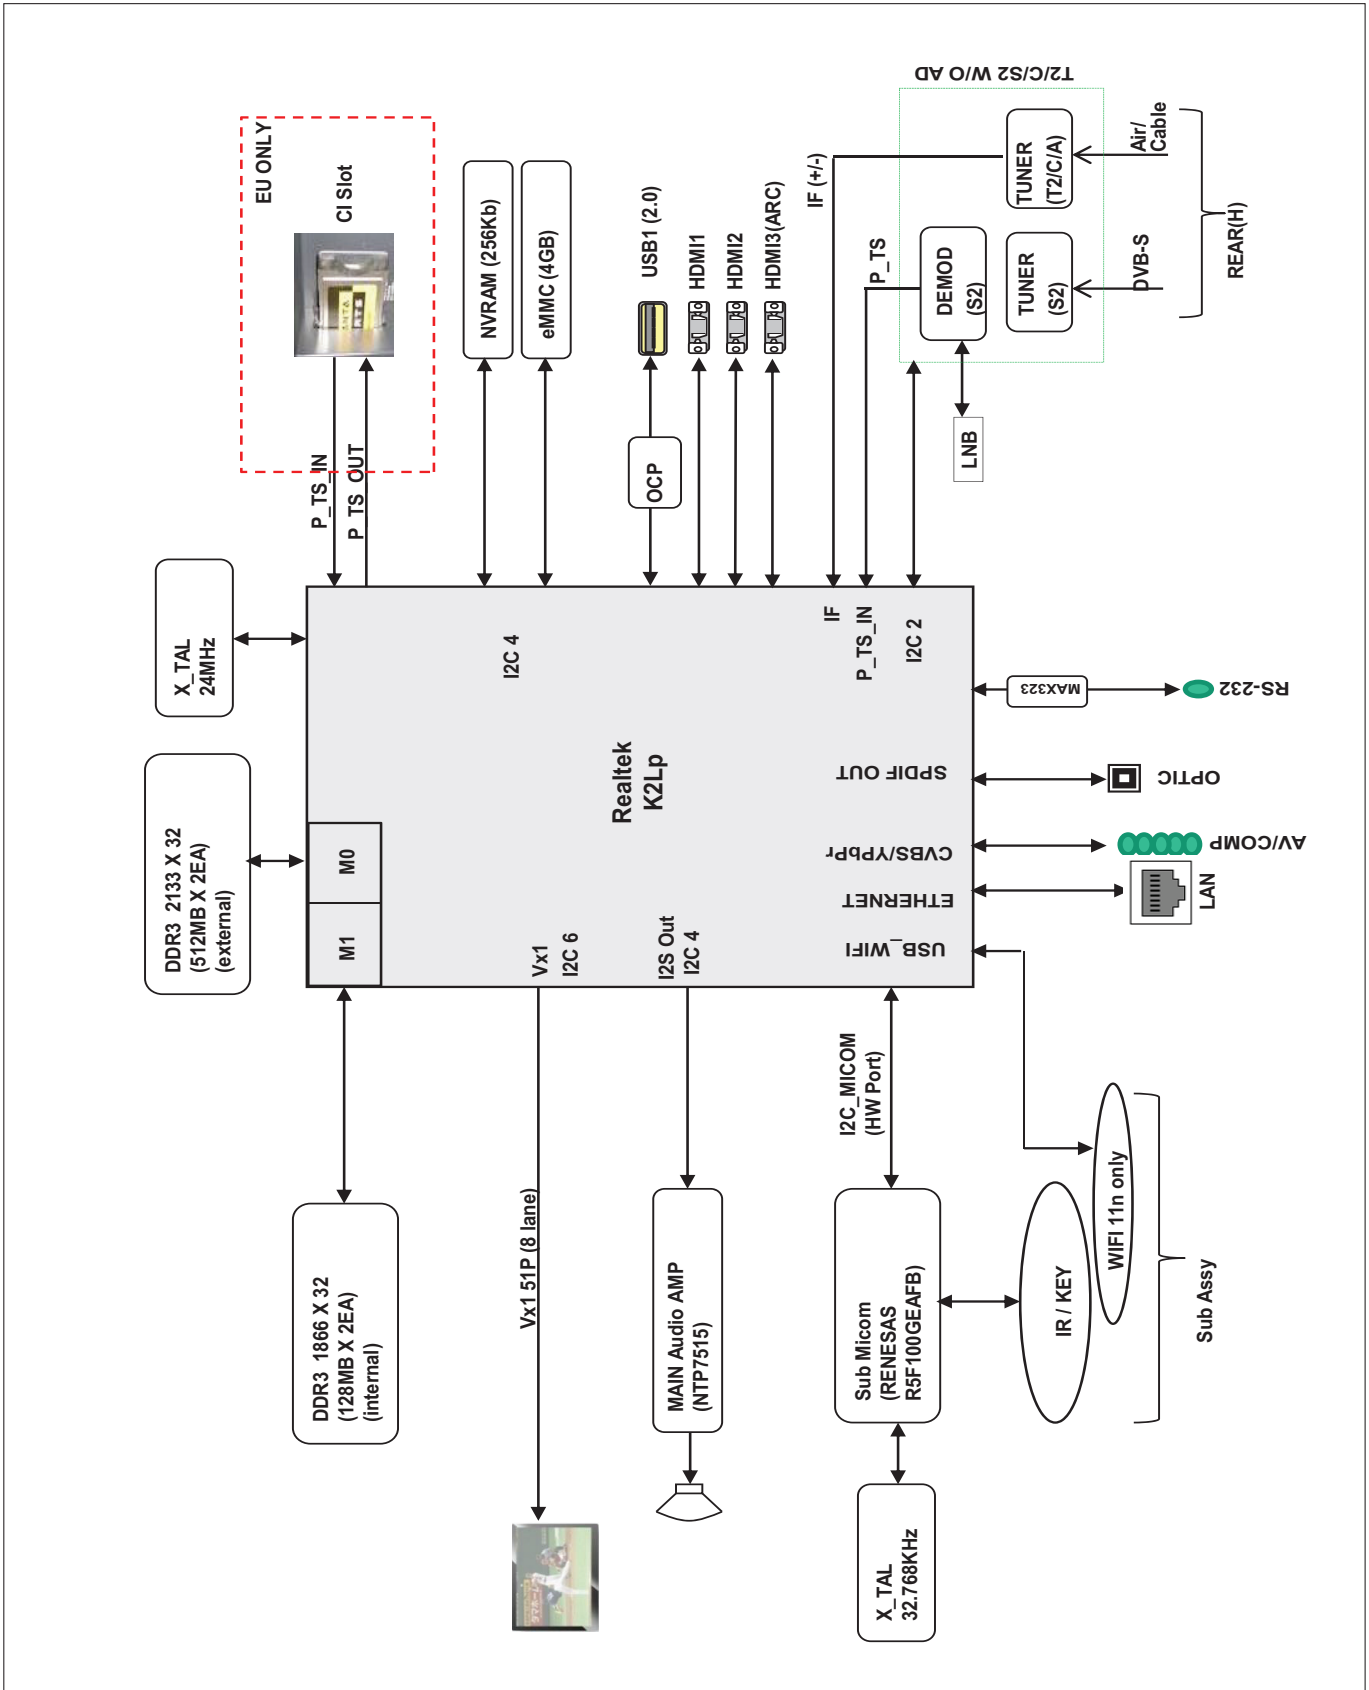 X_TAL
24MHz
DDR3  2133 X 32
(512MB X 2EA)
(external)
DDR3  1866 X 32
(128MB X 2EA)
(internal)
EU ONLY
CI Slot
P_TS_IN
P_TS_OUT
NVRAM (256Kb)
eMMC (4GB)
USB1 (2.0)
OCP
HDMI1
HDMI2
HDMI3(ARC)
IF (+/-)
P_TS
T2/C/S2 W/O AD
TUNER
(T2/C/A)
DEMOD
(S2)
TUNER
(S2)
Air/
Cable
DVB-S
REAR(H)
LNB
M0
M1
Realtek
K2Lp
I2C 4
IF
P_TS_IN
I2C 2
Vx1
I2C 6
I2S Out
I2C 4
SPDIF OUT
CVBS/YPbPr
ETHERNET
USB_WIFI
MAX323
RS-232
OPTIC
AV/COMP
LAN
Vx1 51P (8 lane)
MAIN Audio AMP
(NTP7515)
I2C_MICOM
(HW Port)
Sub Micom
(RENESAS
R5F100GEAFB)
X_TAL
32.768KHz
IR / KEY
WIFI 11n only
Sub Assy